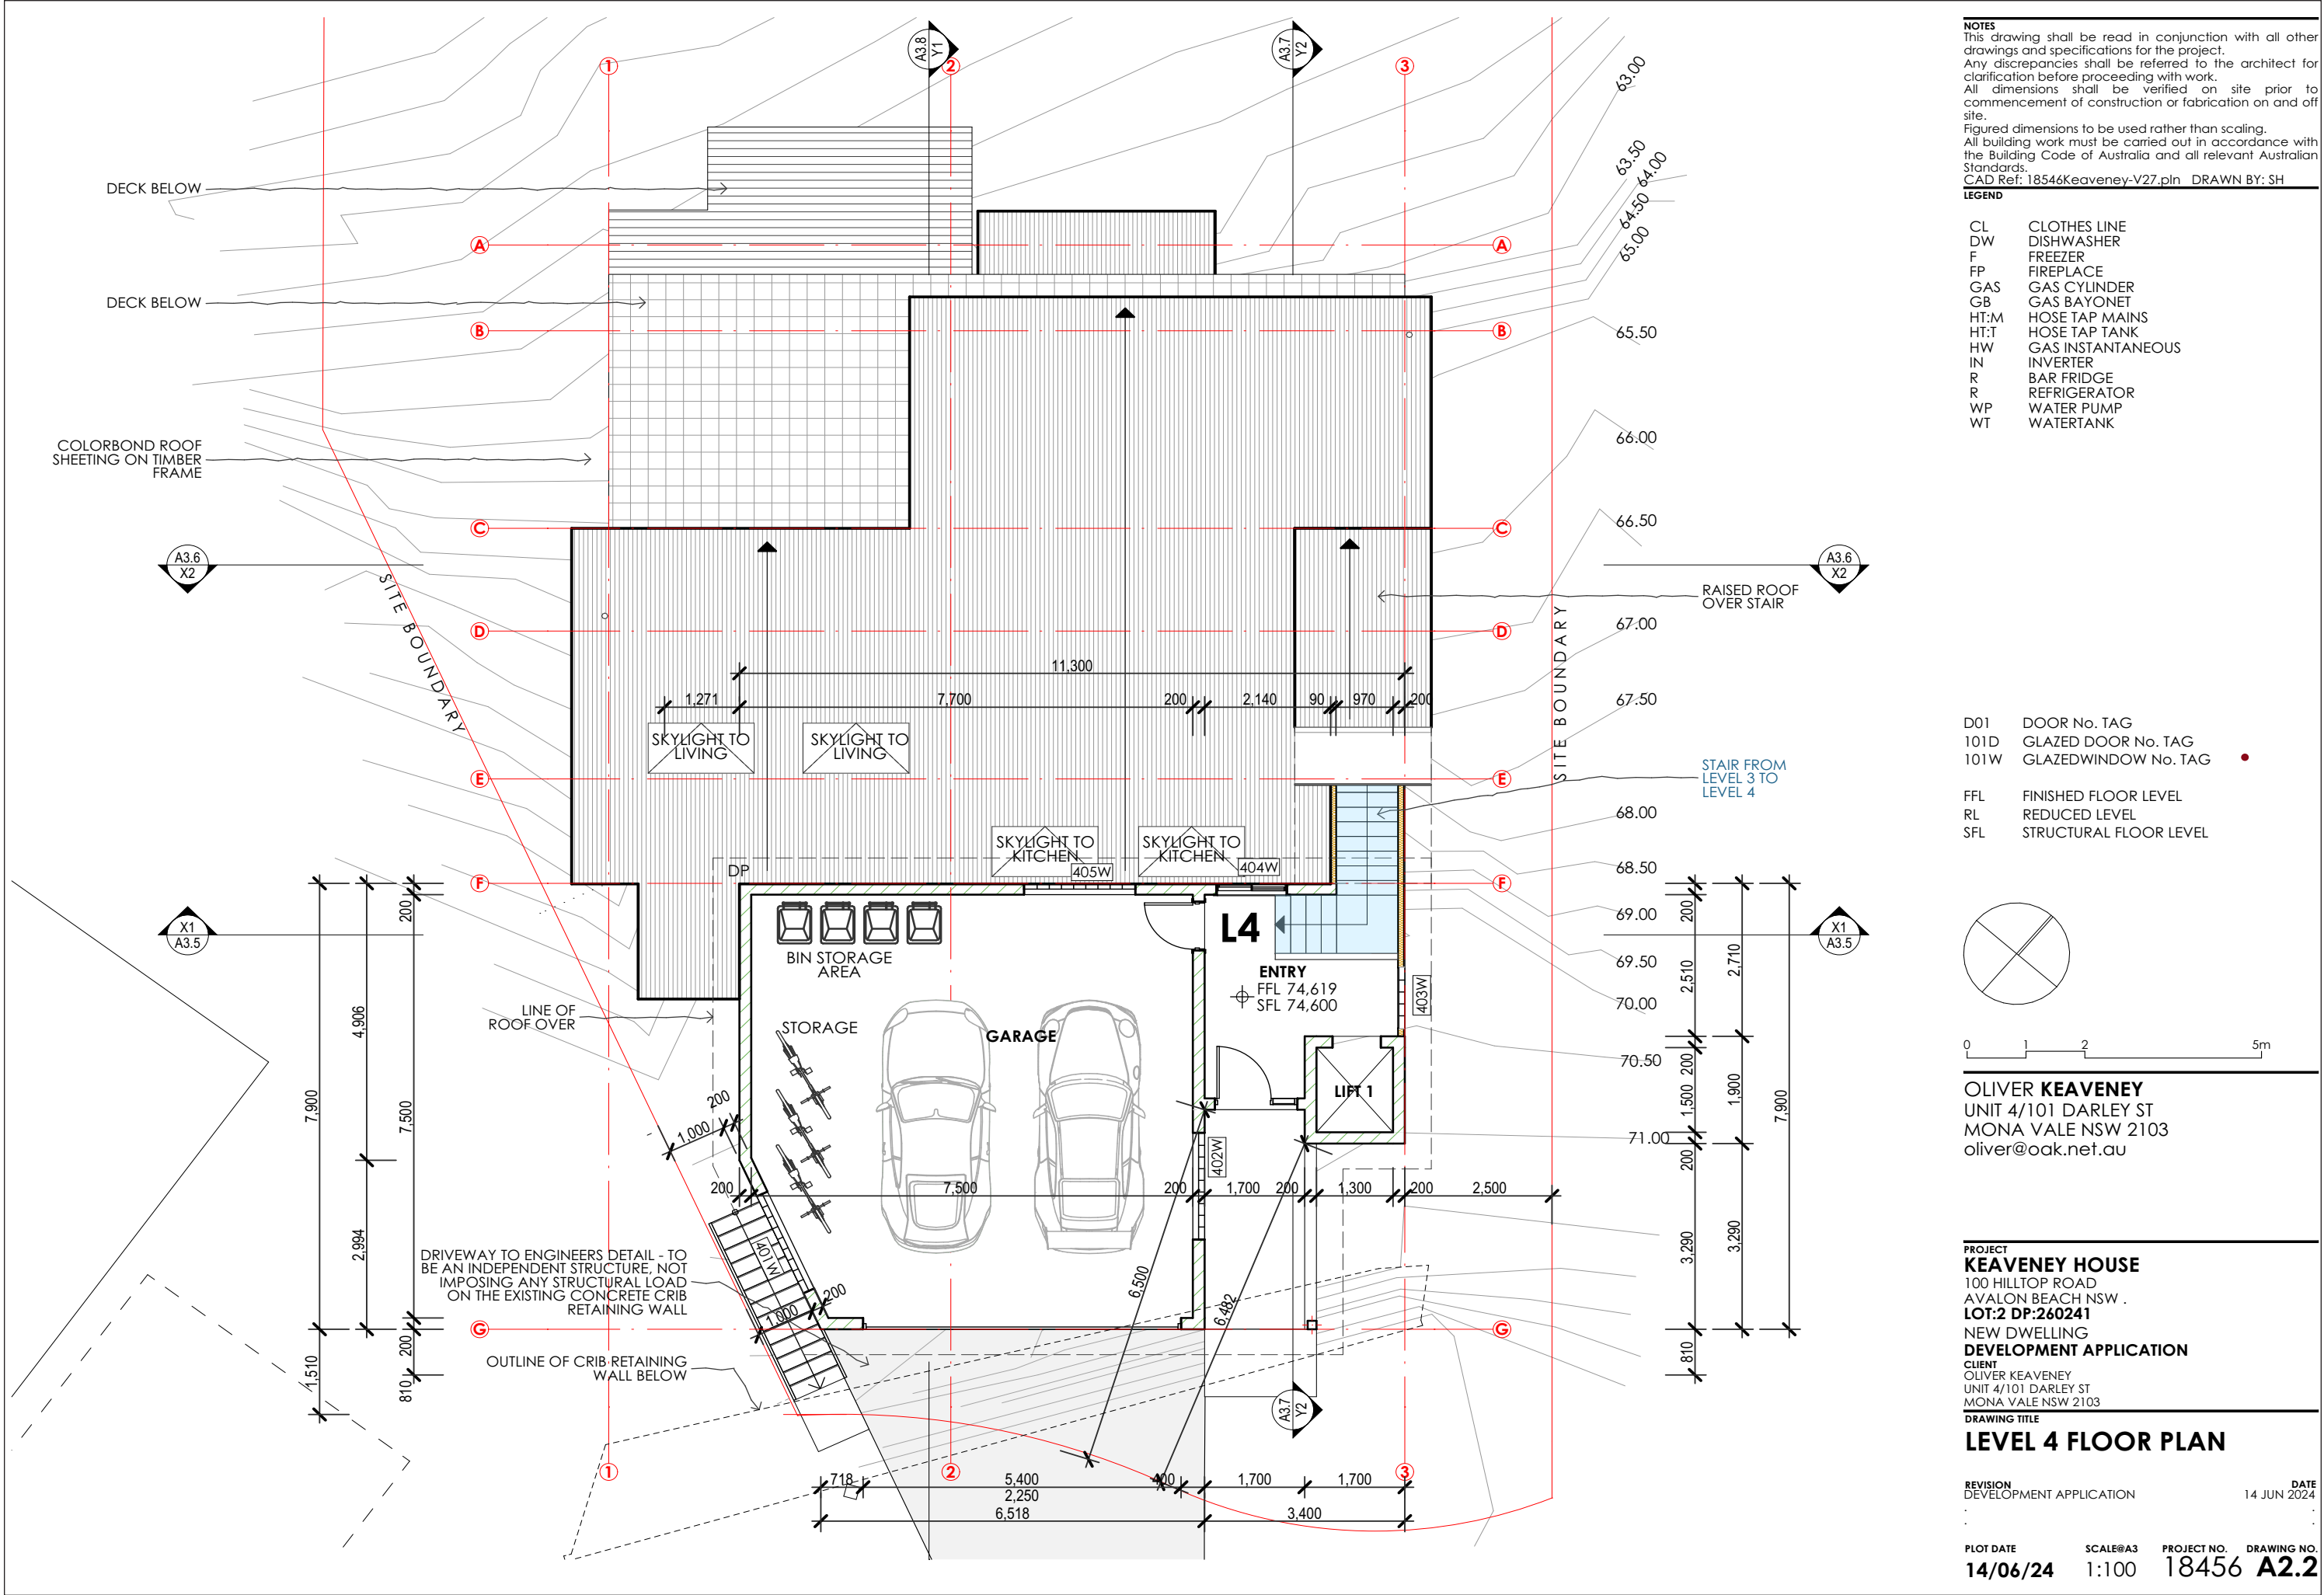 NOTES
This drawing shall be read in conjunction with all other
drawings and specifications for the project.
Any discrepancies shall be referred to the architect for
clarification before proceeding with work.
All dimensions shall be verified on site prior to
commencement of construction or fabrication on and off
site.
Figured dimensions to be used rather than scaling.
All building work must be carried out in accordance with
the Building Code of Australia and all relevant Australian
Standards.
CAD Ref: 18546Keaveney-V27.pln DRAWN BY: SH
LEGEND
CL CLOTHES LINE
DW DISHWASHER
F FREEZER
FP FIREPLACE
GAS GAS CYLINDER
GB GAS BAYONET
HT:M HOSE TAP MAINS
HT:T HOSE TAP TANK
HW GAS INSTANTANEOUS
IN INVERTER
R BAR FRIDGE
R REFRIGERATOR
WP WATER PUMP
WT WATERTANK
D01 DOOR No. TAG
101D GLAZED DOOR No. TAG
101W GLAZEDWINDOW No. TAG
FFL FINISHED FLOOR LEVEL
RL REDUCED LEVEL
SFL STRUCTURAL FLOOR LEVEL
0 1 2 5m
OLIVER KEAVENEY
UNIT 4/101 DARLEY ST
MONA VALE NSW 2103
oliver@oak.net.au
PROJECT
KEAVENEY HOUSE
100 HILLTOP ROAD
AVALON BEACH NSW .
LOT:2 DP:260241
NEW DWELLING
DEVELOPMENT APPLICATION
CLIENT
OLIVER KEAVENEY
UNIT 4/101 DARLEY ST
MONA VALE NSW 2103
DRAWING TITLE
LEVEL 4 FLOOR PLAN
REVISION DATE
DEVELOPMENT APPLICATION 14 JUN 2024
PLOT DATE SCALE@A3 PROJECT NO. DRAWING NO.
14/06/24 1:100 18456 A2.2
A3.8
Y1
A3.7
Y2
1
2
3
63.00
63.50
64.00
64.50
65.00
DECK BELOW
A
A
DECK BELOW
B
B
65.50
COLORBOND ROOF
SHEETING ON TIMBER
FRAME
66.00
C
C
66.50
A3.6
X2
A3.6
X2
SITE BOUNDARY
RAISED ROOF
OVER STAIR
D
D
67.00
SITE BOUNDARY
11,300
1,271 7,700 200 2,140 90 970 200
67.50
SKYLIGHT TO
LIVING
SKYLIGHT TO
LIVING
E
E
STAIR FROM
LEVEL 3 TO
LEVEL 4
68.00
SKYLIGHT TO
KITCHEN
SKYLIGHT TO
KITCHEN
405W
404W
DP
68.50
F
F
200
200
69.00
X1
A3.5
X1
A3.5
L4
BIN STORAGE
AREA
69.50
ENTRY
FFL 74,619
SFL 74,600
403W
70.00
2,510
2,710
LINE OF
ROOF OVER
STORAGE
GARAGE
4,906
7,900
7,500
70.50
200
1,500
1,900
7,900
LIFT 1
200
1,000
71.00
402W
200
200 7,500 200 1,700 200 1,300 200 2,500
2,994
3,290
3,290
DRIVEWAY TO ENGINEERS DETAIL - TO
BE AN INDEPENDENT STRUCTURE, NOT
IMPOSING ANY STRUCTURAL LOAD
ON THE EXISTING CONCRETE CRIB
RETAINING WALL
401W
200
1,000
6,500
6,482
G
G
200
810
810
1,510
OUTLINE OF CRIB RETAINING
WALL BELOW
A3.7
Y2
1
2
3
718 5,400 400 1,700 1,700
2,250
6,518 3,400